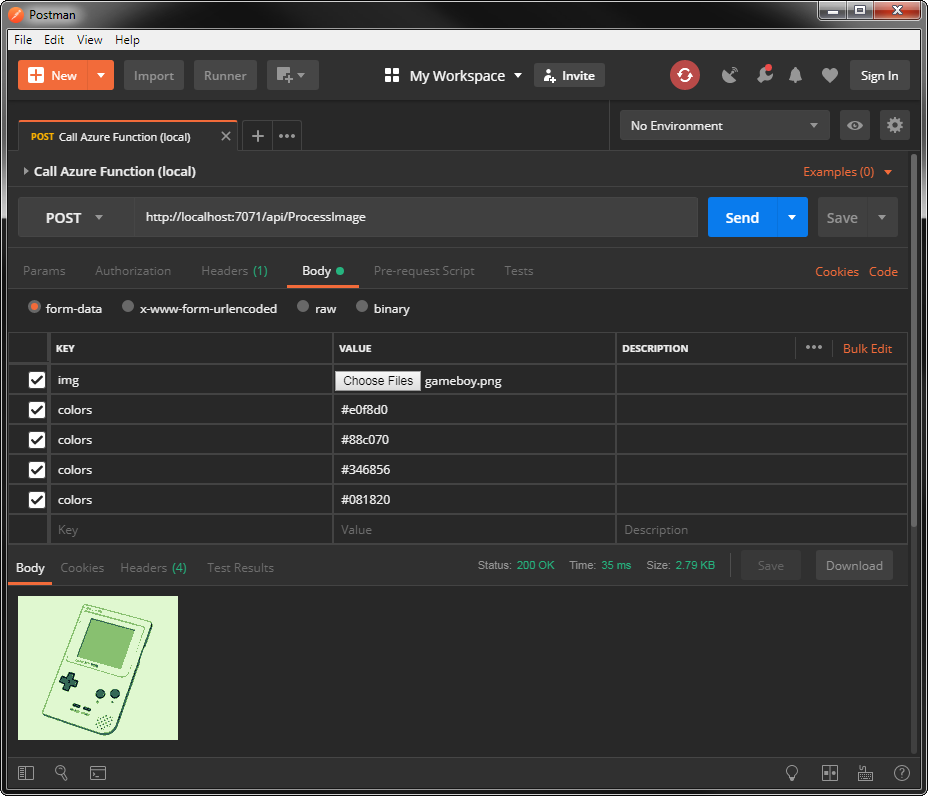 Postman
File Edit View Help
New Import Runner My Workspace Invite Sign In
POST Call Azure Function (local) No Environment
Call Azure Function (local) Examples (0)
POST http://localhost:7071/api/ProcessImage Send Save
Params Authorization Headers (1) Body Pre-request Script Tests Cookies Code
form-data x-www-form-urlencoded raw binary
KEY VALUE DESCRIPTION Bulk Edit
img Choose Files gameboy.png
colors #e0f8d0
colors #88c070
colors #346856
colors #081820
Key Value Description
Body Cookies Headers (4) Test Results Status: 200 OK Time: 35 ms Size: 2.79 KB Save Download